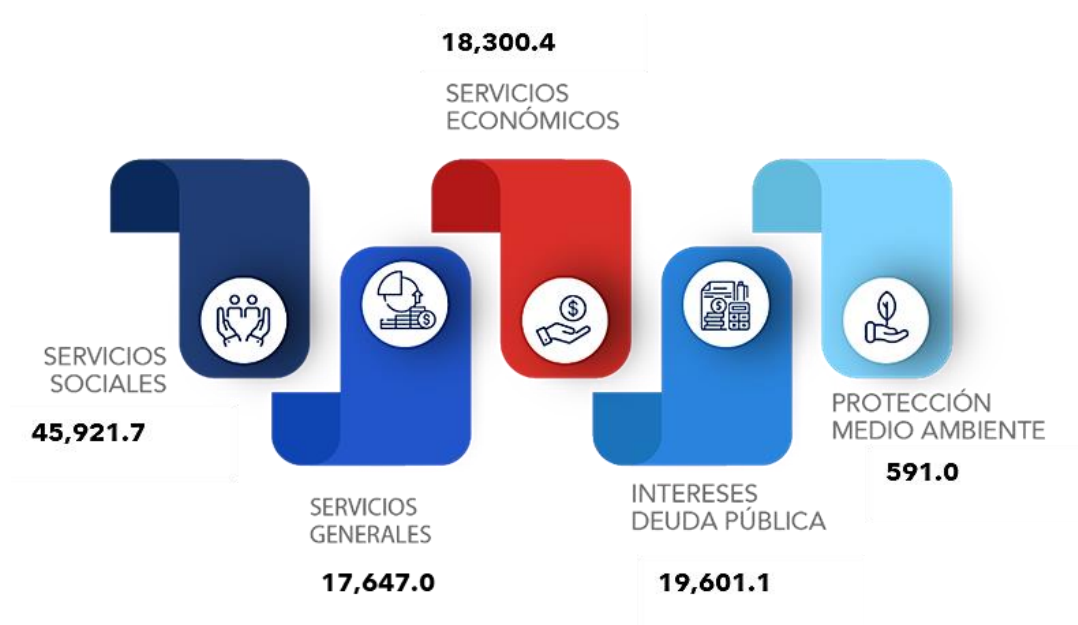 SERVICIOS
SOCIALES
45,921.7
SERVICIOS
GENERALES
17,647.0
18,300.4
SERVICIOS
ECONÓMICOS
INTERESES
DEUDA PÚBLICA
19,601.1
PROTECCIÓN
MEDIO AMBIENTE
591.0